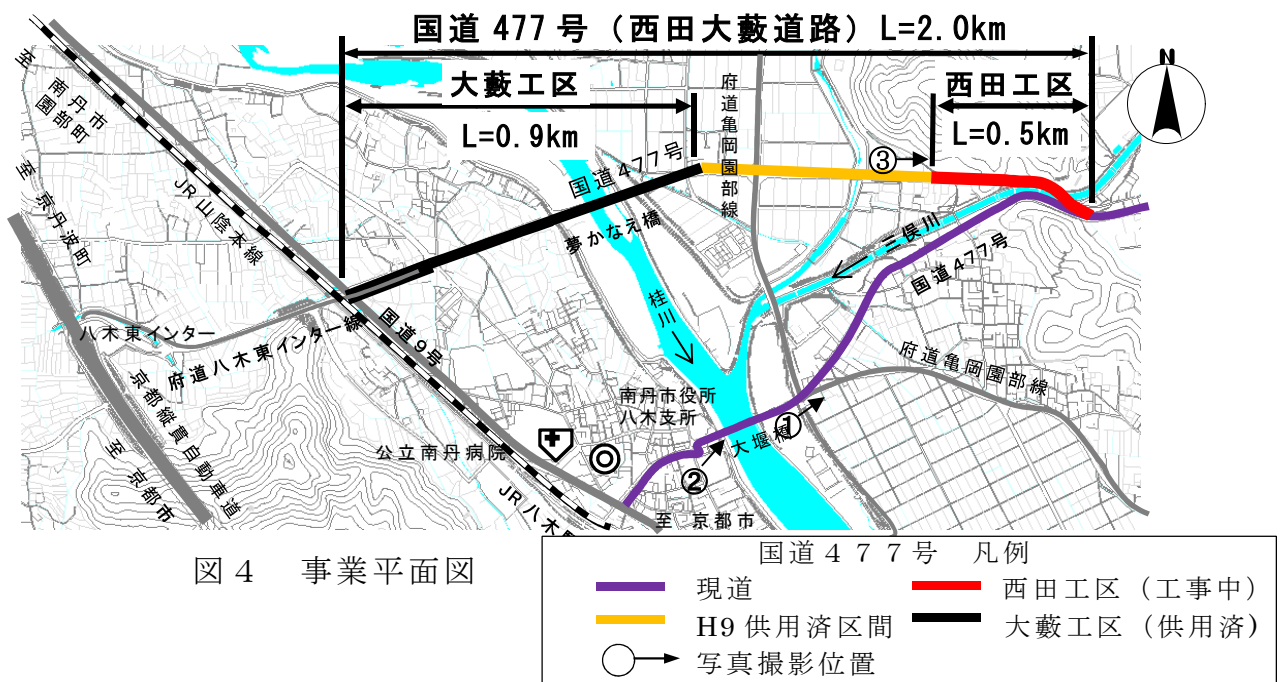 国道477号（西田大藪道路）L=2.0km
大藪工区
L=0.9km
西田工区
L=0.5km
N
府道亀岡園部線
至 南丹市園部町
至 京丹波町
JR山陰本線
国道477号
夢かなえ橋
③
三俣川
国道477号
桂川
八木東インター
府道八木東インター線
国道9号
府道亀岡園部線
京都縦貫自動車道
至 京都市
南丹市役所
八木支所
公立南丹病院
大堰橋
①
②
JR八木
至 京都市
図4 事業平面図
国道４７７号 凡例
現道
西田工区（工事中）
H9供用済区間
大藪工区（供用済）
写真撮影位置